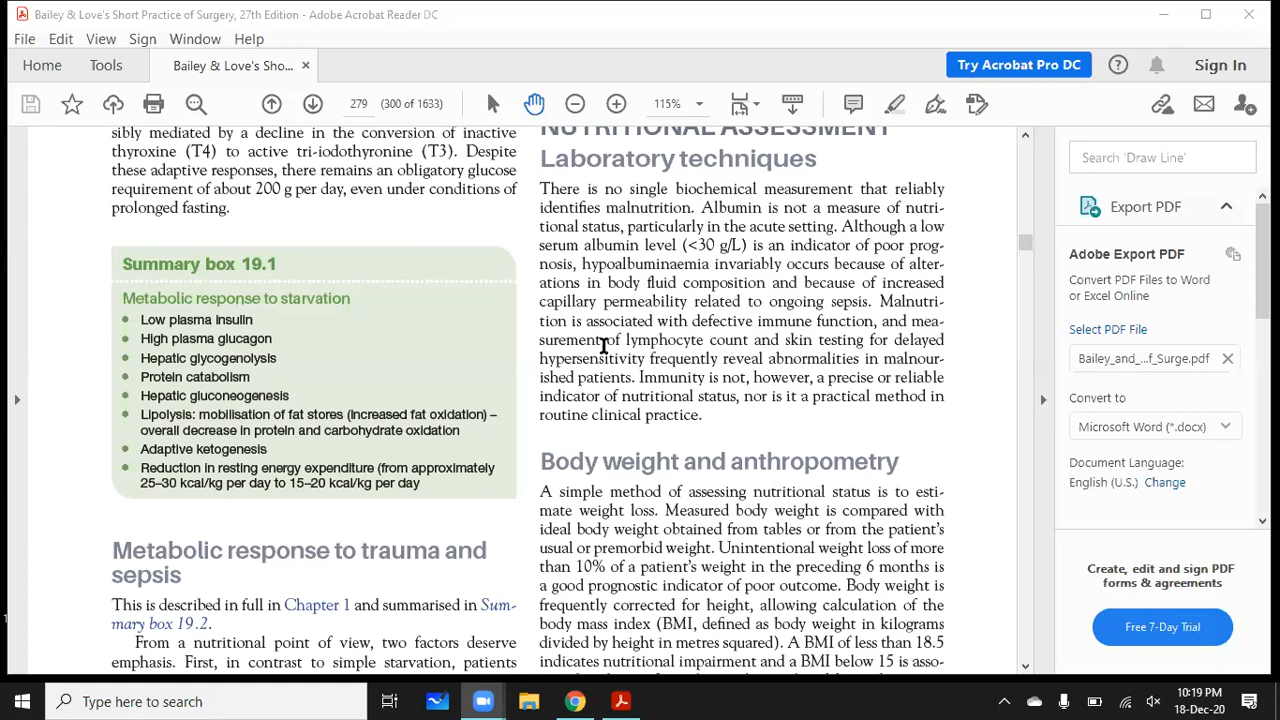 Bailey & Love's Short Practice of Surgery, 27th Edition - Adobe Acrobat Reader DC
File Edit View Sign Window Help
Home Tools Bailey & Love's Sho... × Try Acrobat Pro DC Sign In
279 (300 of 1633) 115%
sibly mediated by a decline in the conversion of inactive
thyroxine (T4) to active tri-iodothyronine (T3). Despite
these adaptive responses, there remains an obligatory glucose
requirement of about 200 g per day, even under conditions of
prolonged fasting.
Summary box 19.1
Metabolic response to starvation
● Low plasma insulin
● High plasma glucagon
● Hepatic glycogenolysis
● Protein catabolism
● Hepatic gluconeogenesis
● Lipolysis: mobilisation of fat stores (increased fat oxidation) –
overall decrease in protein and carbohydrate oxidation
● Adaptive ketogenesis
● Reduction in resting energy expenditure (from approximately
25–30 kcal/kg per day to 15–20 kcal/kg per day
Metabolic response to trauma and
sepsis
This is described in full in Chapter 1 and summarised in Sum-
mary box 19.2.
From a nutritional point of view, two factors deserve
emphasis. First, in contrast to simple starvation, patients
NUTRITIONAL ASSESSMENT
Laboratory techniques
There is no single biochemical measurement that reliably
identifies malnutrition. Albumin is not a measure of nutri-
tional status, particularly in the acute setting. Although a low
serum albumin level (<30 g/L) is an indicator of poor prog-
nosis, hypoalbuminaemia invariably occurs because of alter-
ations in body fluid composition and because of increased
capillary permeability related to ongoing sepsis. Malnutri-
tion is associated with defective immune function, and mea-
surement of lymphocyte count and skin testing for delayed
hypersensitivity frequently reveal abnormalities in malnour-
ished patients. Immunity is not, however, a precise or reliable
indicator of nutritional status, nor is it a practical method in
routine clinical practice.
Body weight and anthropometry
A simple method of assessing nutritional status is to esti-
mate weight loss. Measured body weight is compared with
ideal body weight obtained from tables or from the patient's
usual or premorbid weight. Unintentional weight loss of more
than 10% of a patient's weight in the preceding 6 months is
a good prognostic indicator of poor outcome. Body weight is
frequently corrected for height, allowing calculation of the
body mass index (BMI, defined as body weight in kilograms
divided by height in metres squared). A BMI of less than 18.5
indicates nutritional impairment and a BMI below 15 is asso-
Search 'Draw Line'
Export PDF
Adobe Export PDF
Convert PDF Files to Word
or Excel Online
Select PDF File
Bailey_and_...f_Surge.pdf ×
Convert to
Microsoft Word (*.docx)
Document Language:
English (U.S.) Change
Create, edit and sign PDF
forms & agreements
Free 7-Day Trial
Type here to search
10:19 PM
18-Dec-20